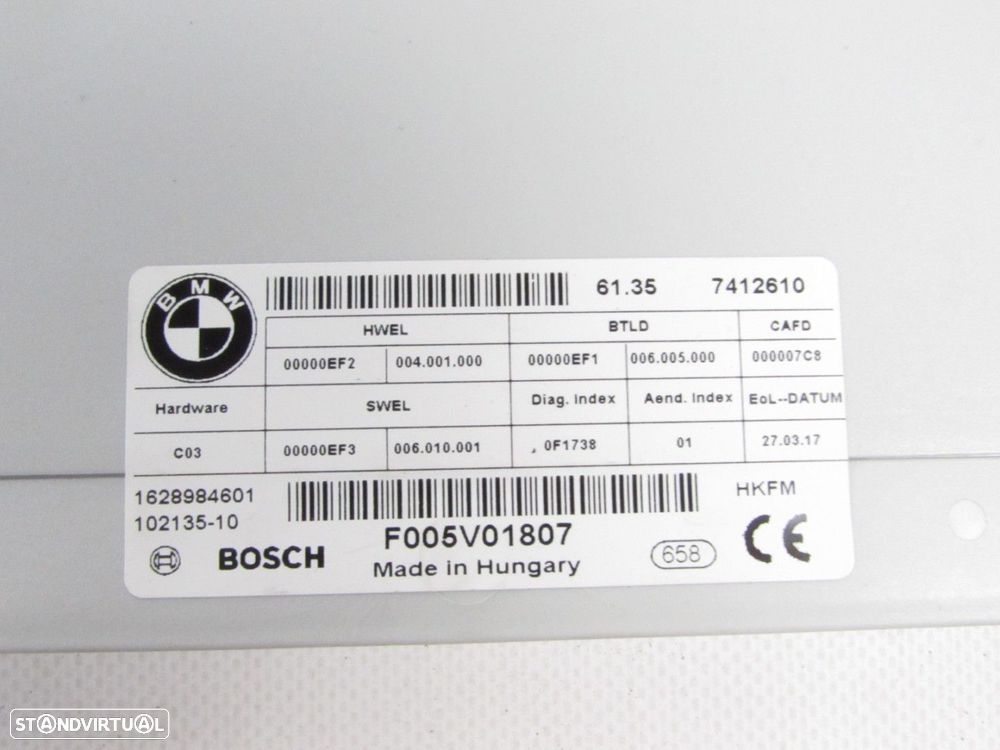 BMW
61.35 7412610
HWEL BTLD CAFD
00000EF2 004.001.000 00000EF1 006.005.000 000007C8
Hardware SWEL Diag. Index Aend. Index EoL--DATUM
C03 00000EF3 006.010.001 , 0F1738 01 27.03.17
1628984601 HKFM
102135-10
F005V01807
BOSCH Made in Hungary 658 CE
STANDVIRTUAL